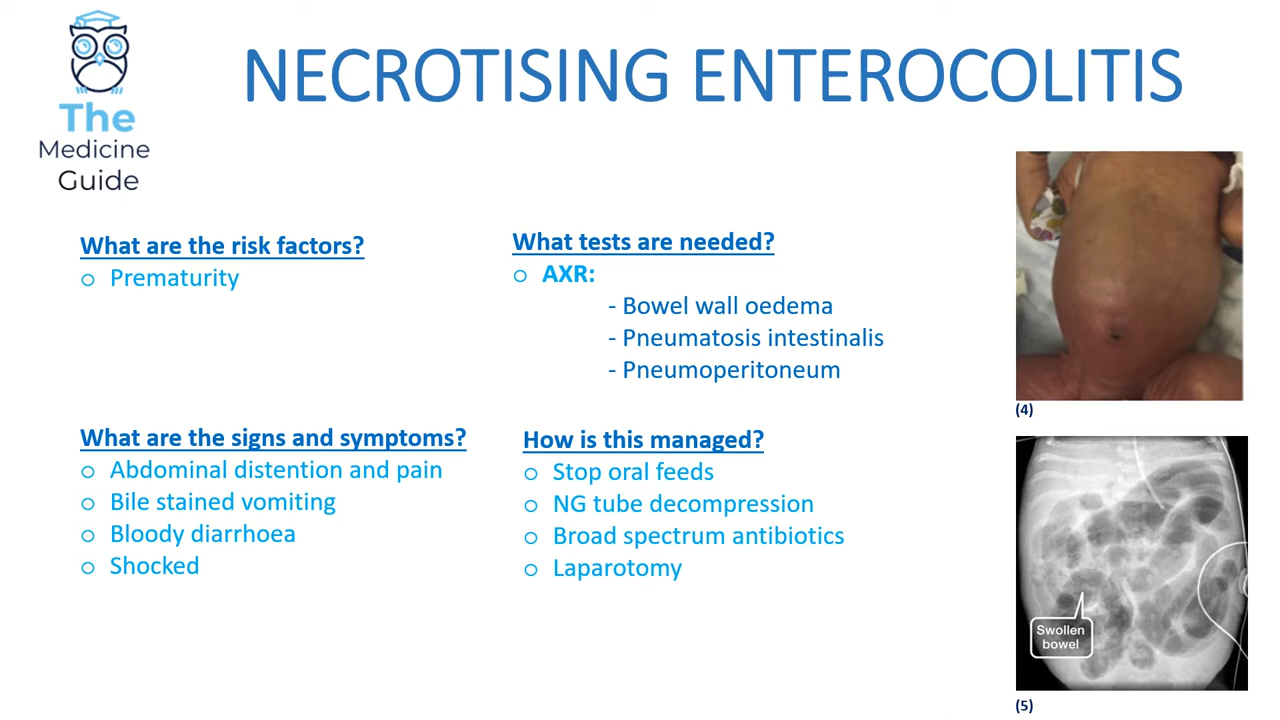 The
Medicine
Guide
NECROTISING ENTEROCOLITIS
What are the risk factors?
o Prematurity
What are the signs and symptoms?
o Abdominal distention and pain
o Bile stained vomiting
o Bloody diarrhoea
o Shocked
What tests are needed?
o AXR:
- Bowel wall oedema
- Pneumatosis intestinalis
- Pneumoperitoneum
How is this managed?
o Stop oral feeds
o NG tube decompression
o Broad spectrum antibiotics
o Laparotomy
(4)
Swollen
bowel
(5)